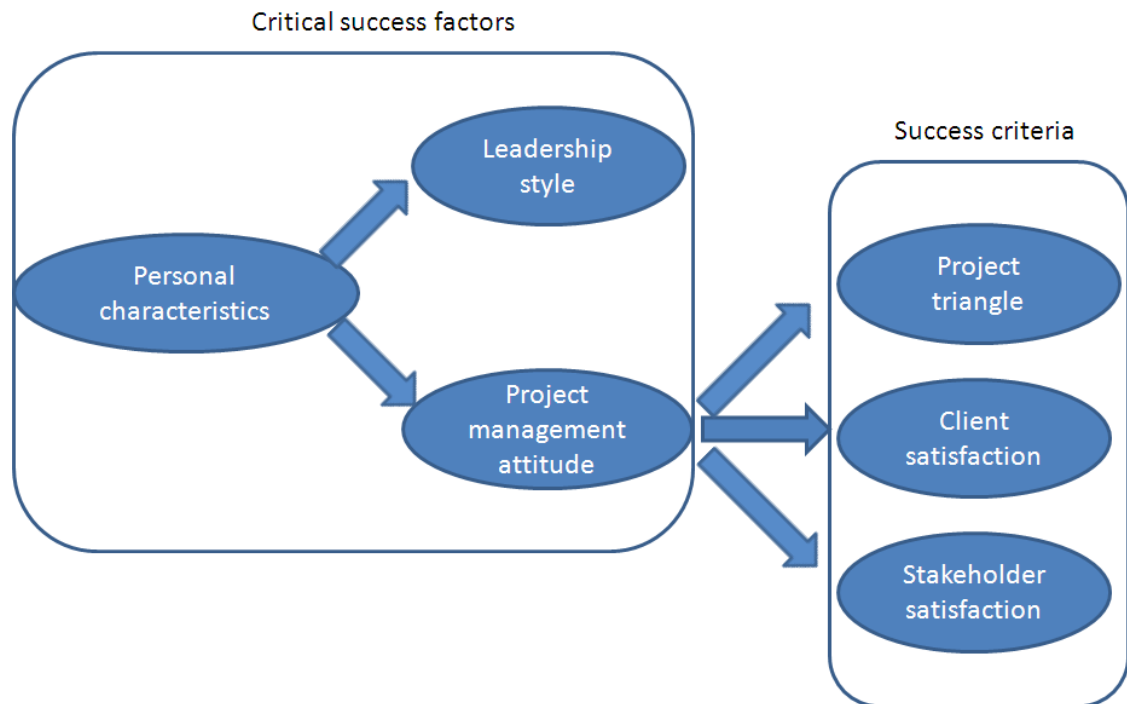 Critical success factors
Leadership
style
Personal
characteristics
Project
management
attitude
Success criteria
Project
triangle
Client
satisfaction
Stakeholder
satisfaction